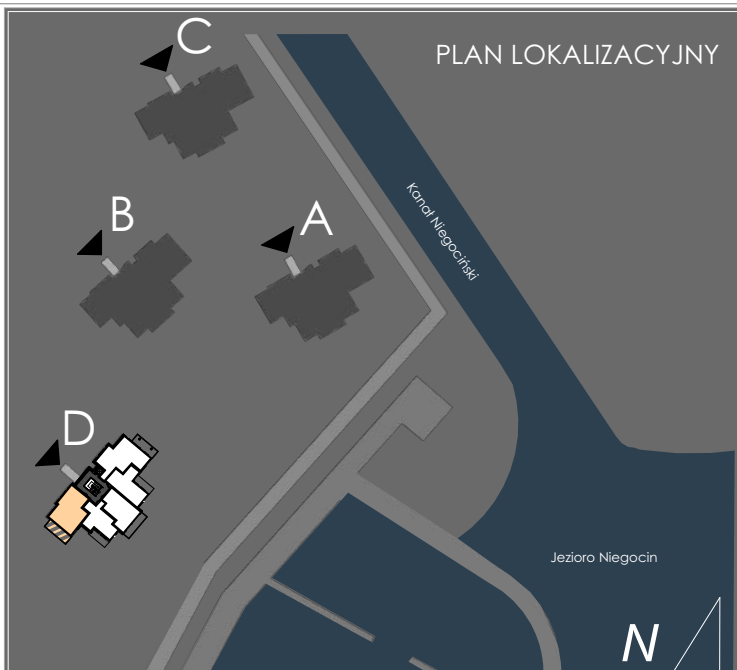 C
PLAN LOKALIZACYJNY
B
A
Kanał Niegociński
D
Jezioro Niegocin
N